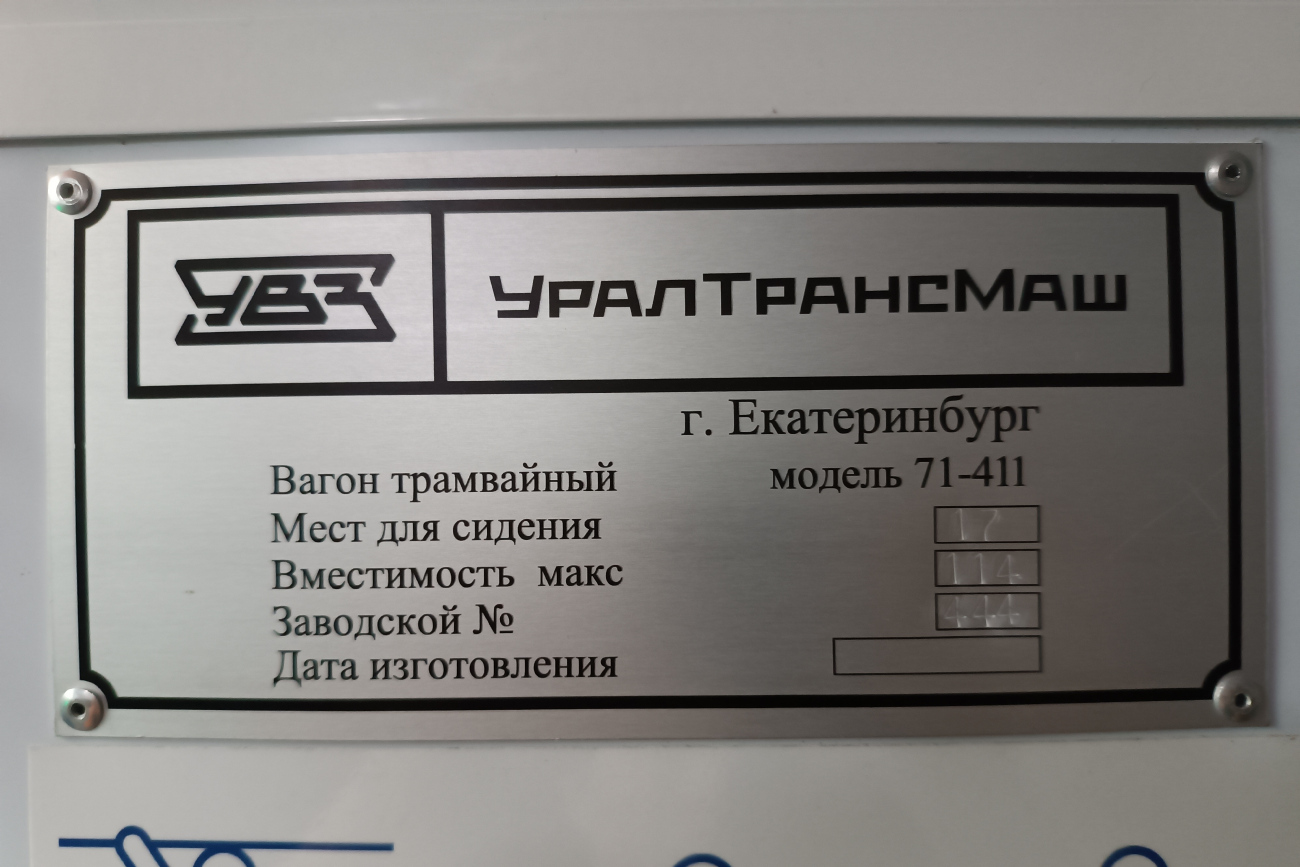 УВЗ УралТрансМаш
г. Екатеринбург
Вагон трамвайный модель 71-411
Мест для сидения 17
Вместимость макс 114
Заводской № 444
Дата изготовления